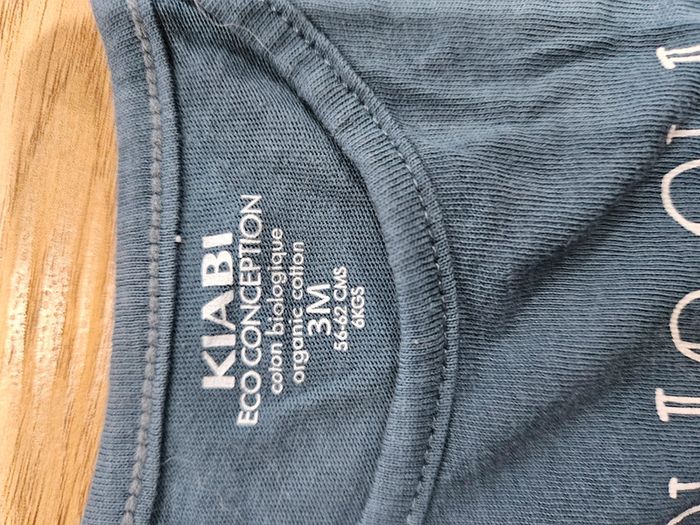 KIABI
ECO CONCEPTION
coton biologique
organic cotton
3M
56-62 CMS
6KGS